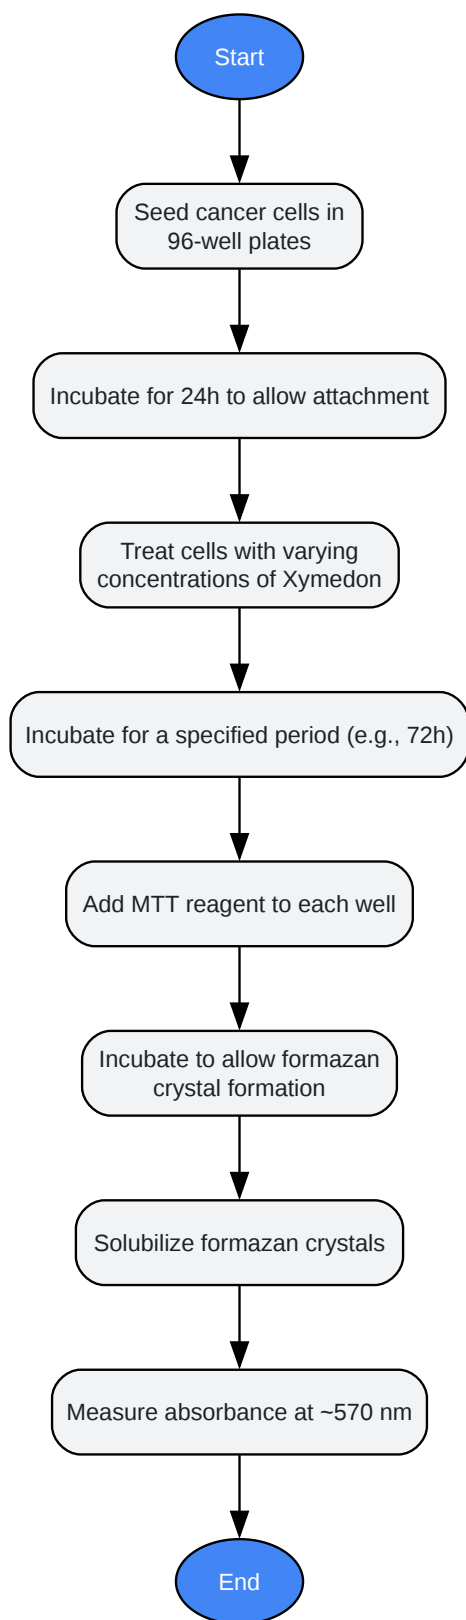 Start
Seed cancer cells in
96-well plates
Incubate for 24h to allow attachment
Treat cells with varying
concentrations of Xymedon
Incubate for a specified period (e.g., 72h)
Add MTT reagent to each well
Incubate to allow formazan
crystal formation
Solubilize formazan crystals
Measure absorbance at ~570 nm
End